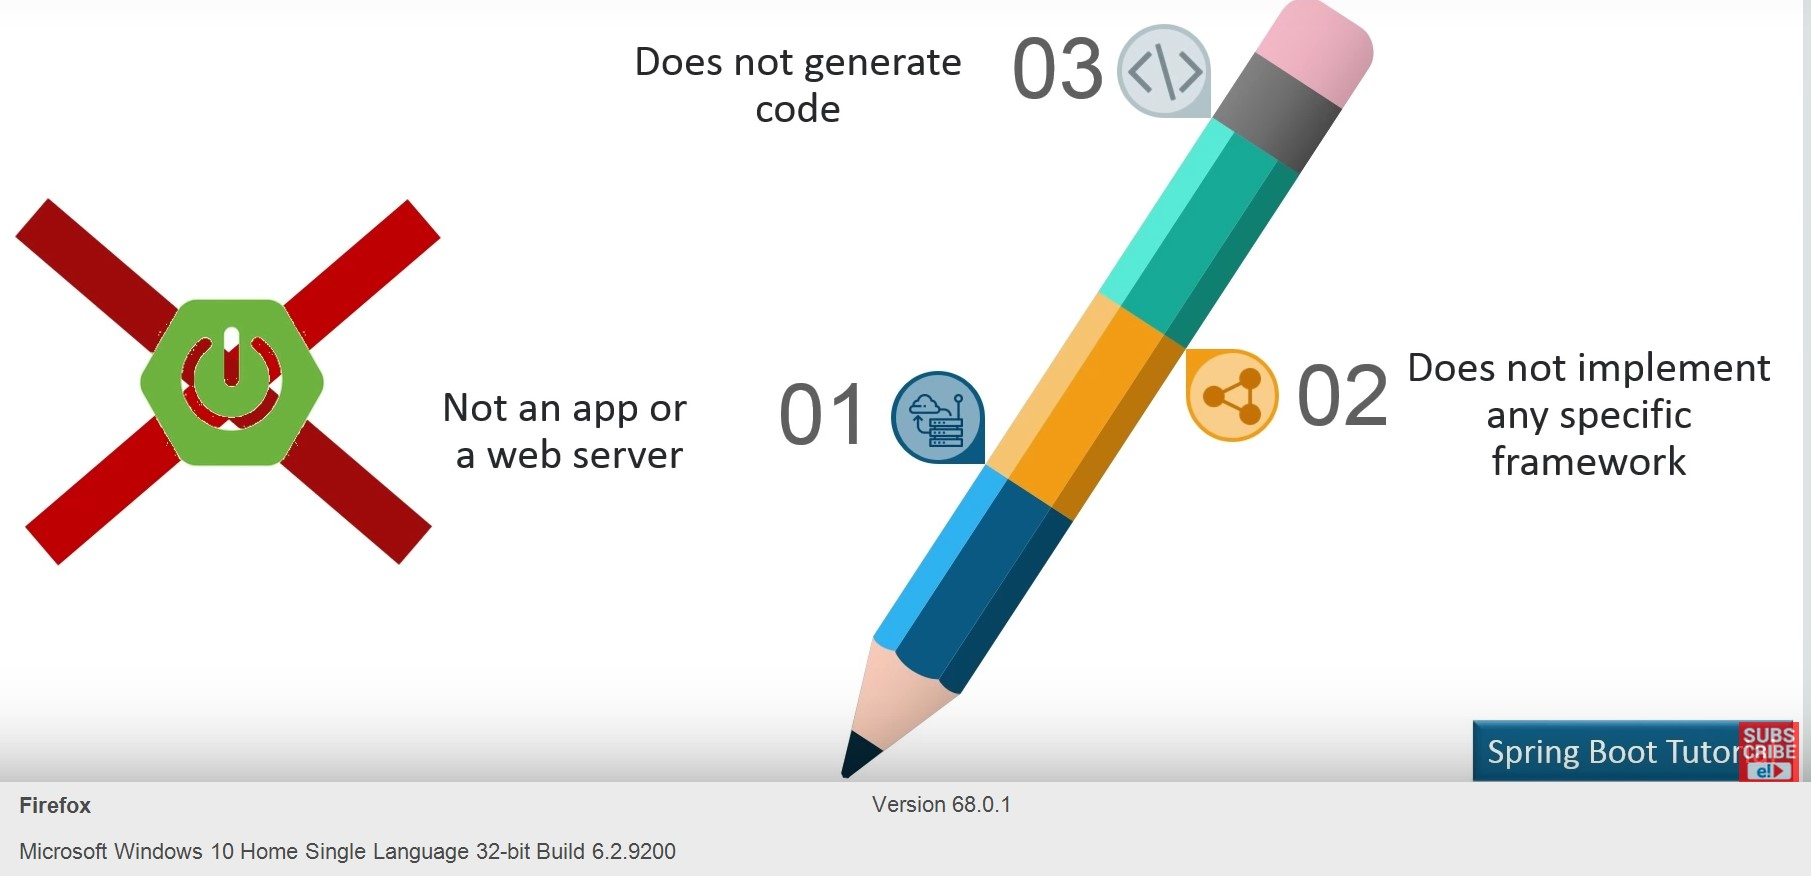 Does not generate
code
03
</>
Not an app or
a web server
01
02
Does not implement
any specific
framework
Spring Boot Tutor
SUBS
CRIBE
e!
Firefox
Version 68.0.1
Microsoft Windows 10 Home Single Language 32-bit Build 6.2.9200